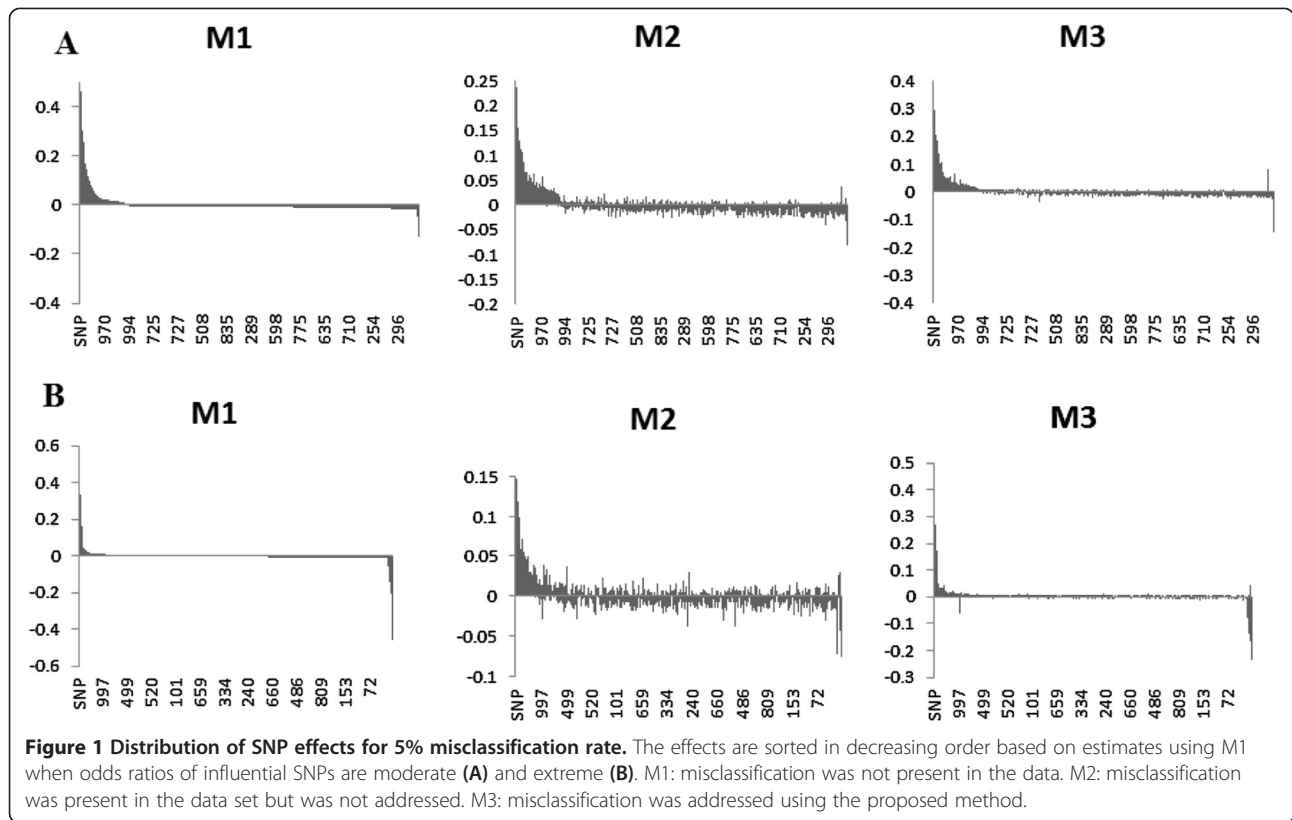 A
M1
M2
M3
0.4
0.2
0
-0.2
-0.4
SNP 970 994 725 727 508 835 289 598 775 635 710 254 296
0.25
0.2
0.15
0.1
0.05
0
-0.05
-0.1
-0.15
-0.2
SNP 970 994 725 727 508 835 289 598 775 635 710 254 296
0.4
0.3
0.2
0.1
0
-0.1
-0.2
-0.3
-0.4
SNP 970 994 725 727 508 835 289 598 775 635 710 254 296
B
M1
M2
M3
0.6
0.4
0.2
0
-0.2
-0.4
-0.6
SNP 997 499 520 101 659 334 240 660 486 809 153 72
0.15
0.1
0.05
0
-0.05
-0.1
SNP 997 499 520 101 659 334 240 660 486 809 153 72
0.5
0.4
0.3
0.2
0.1
0
-0.1
-0.2
-0.3
SNP 997 499 520 101 659 334 240 660 486 809 153 72
Figure 1 Distribution of SNP effects for 5% misclassification rate. The effects are sorted in decreasing order based on estimates using M1
when odds ratios of influential SNPs are moderate (A) and extreme (B). M1: misclassification was not present in the data. M2: misclassification
was present in the data set but was not addressed. M3: misclassification was addressed using the proposed method.